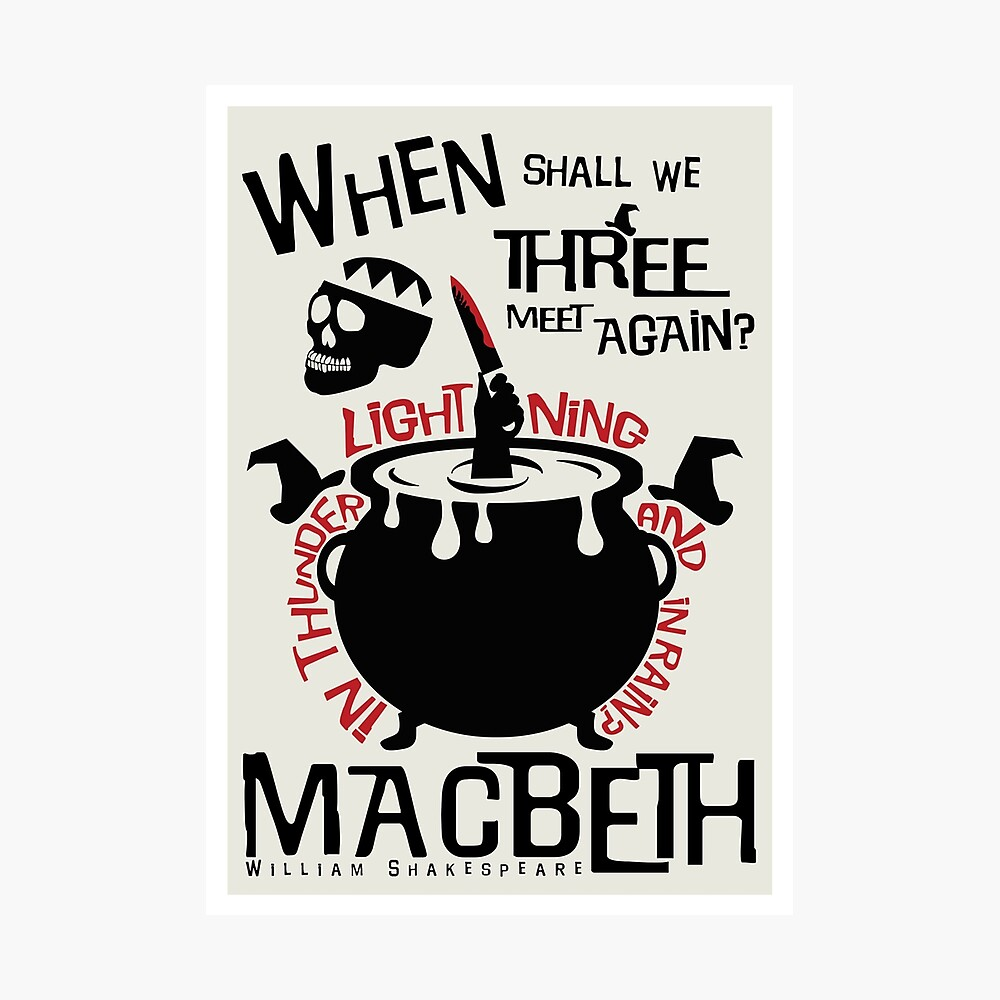 WHEN SHALL WE
THREE
MEET AGAIN?
IN THUNDER
LIGHTNING
AND IN RAIN?
MACBETH
WILLIAM SHAKESPEARE